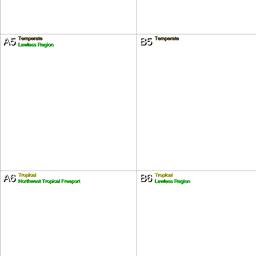 A5 Temperate
Lawless Region
B5 Temperate
A6 Tropical
Northwest Tropical Freeport
B6 Tropical
Lawless Region